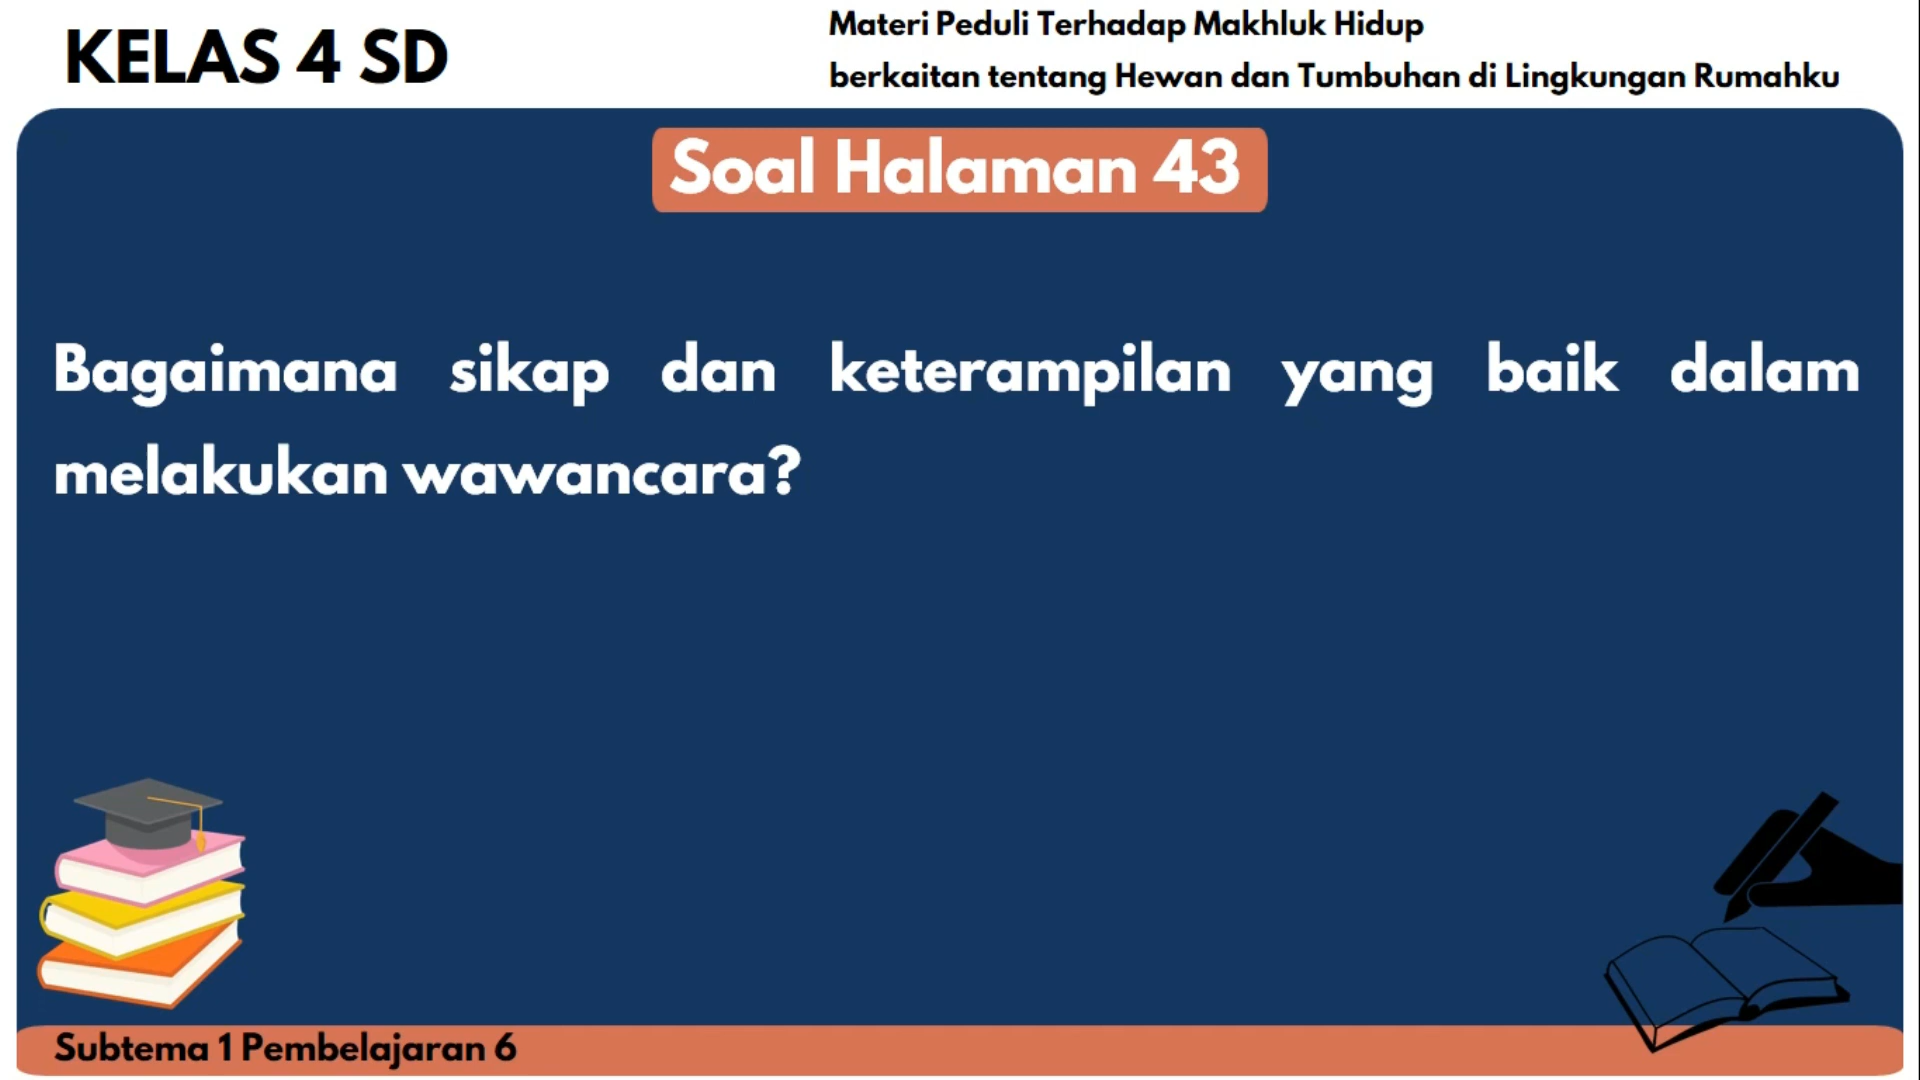 KELAS 4 SD
Materi Peduli Terhadap Makhluk Hidup
berkaitan tentang Hewan dan Tumbuhan di Lingkungan Rumahku
Soal Halaman 43
Bagaimana sikap dan keterampilan yang baik dalam
melakukan wawancara?
Subtema 1 Pembelajaran 6